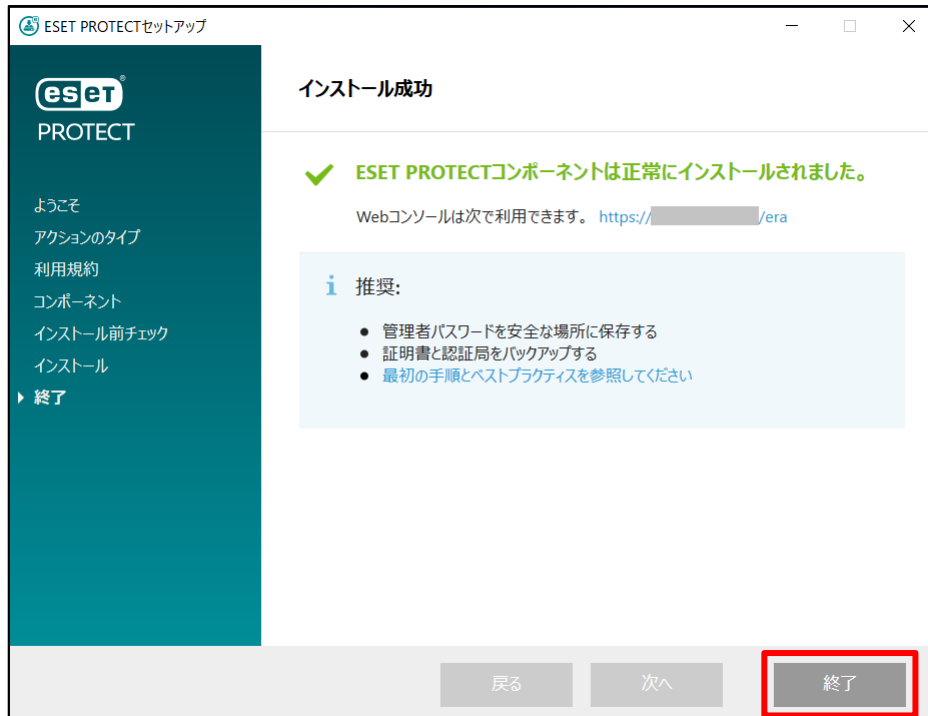 ESET PROTECTセットアップ
eseT®
PROTECT
ようこそ
アクションのタイプ
利用規約
コンポーネント
インストール前チェック
インストール
終了
インストール成功
ESET PROTECTコンポーネントは正常にインストールされました。
Webコンソールは次で利用できます。 https:// /era
推奨:
● 管理者パスワードを安全な場所に保存する
● 証明書と認証局をバックアップする
● 最初の手順とベストプラクティスを参照してください
戻る 次へ 終了